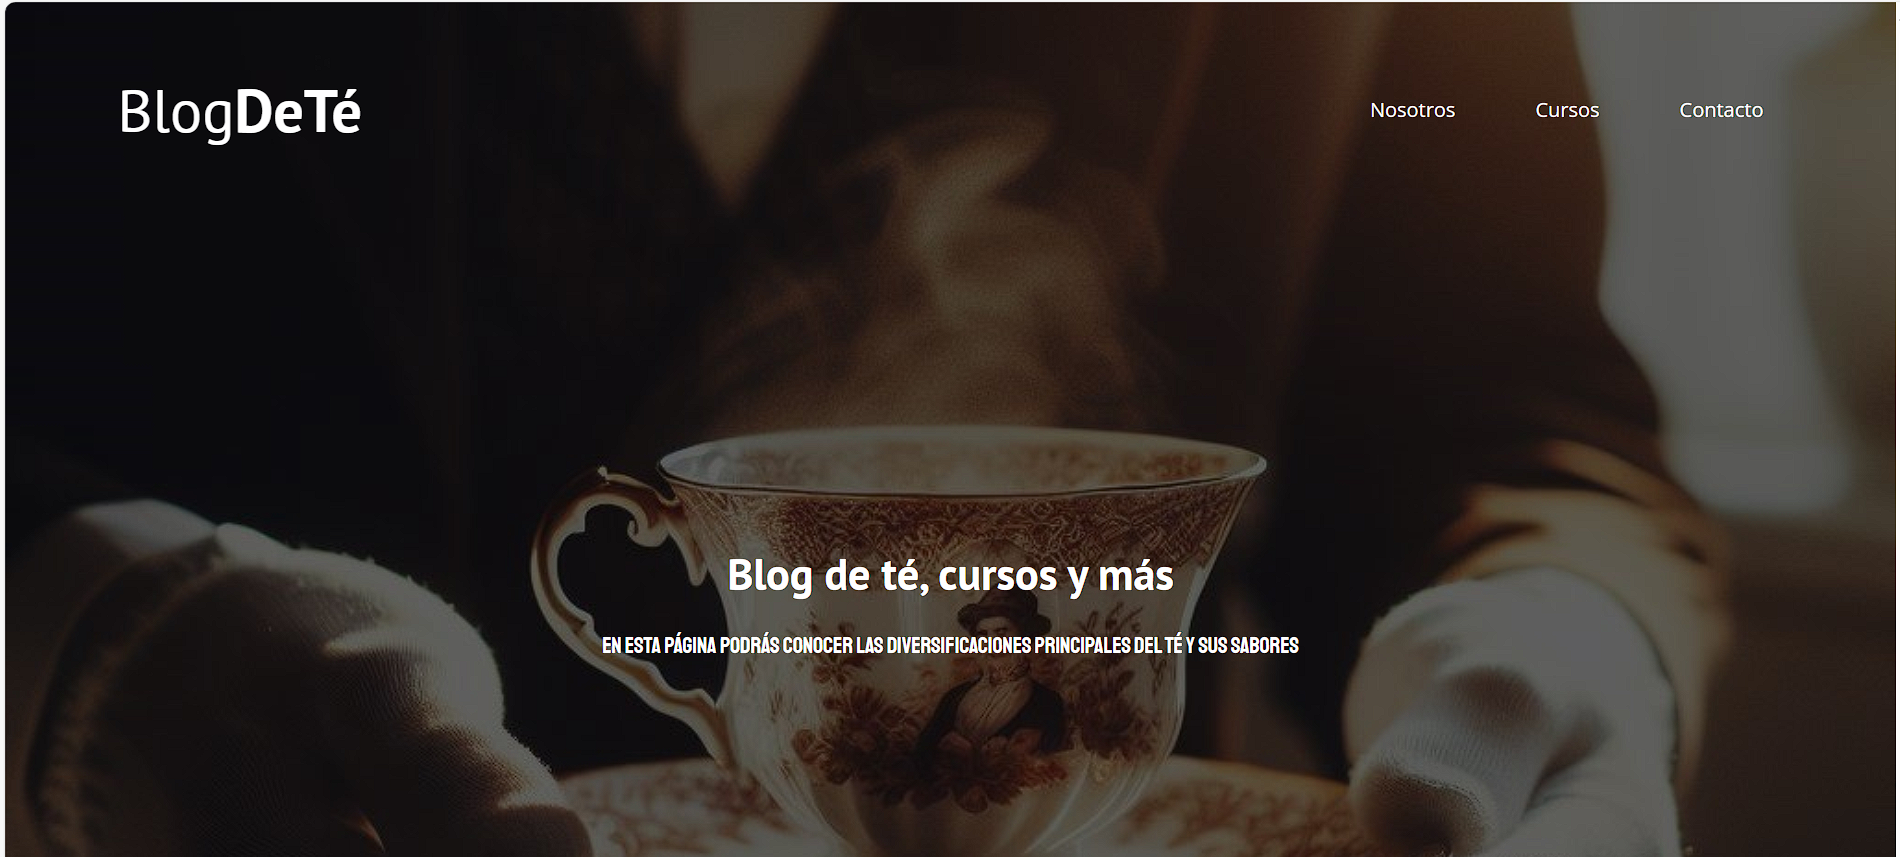 BlogDeTé
Nosotros Cursos Contacto
Blog de té, cursos y más
EN ESTA PÁGINA PODRÁS CONOCER LAS DIVERSIFICACIONES PRINCIPALES DEL TÉ Y SUS SABORES